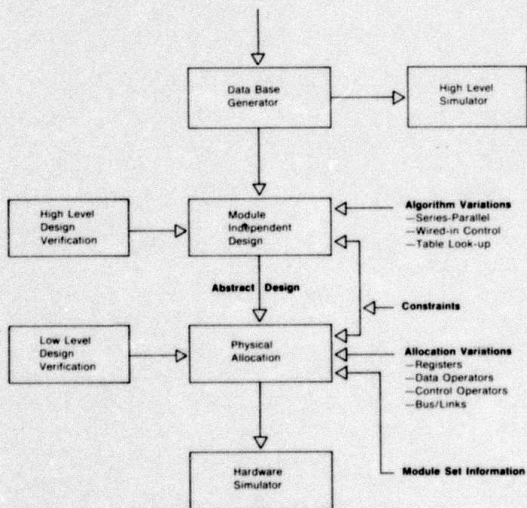 Data Base
Generator
High Level
Simulator
High Level
Design
Verification
Module
Independent
Design
Algorithm Variations
—Series-Parallel
—Wired-in Control
—Table Look-up
Abstract Design
Constraints
Low Level
Design
Verification
Physical
Allocation
Allocation Variations
—Registers
—Data Operators
—Control Operators
—Bus/Links
Module Set Information
Hardware
Simulator